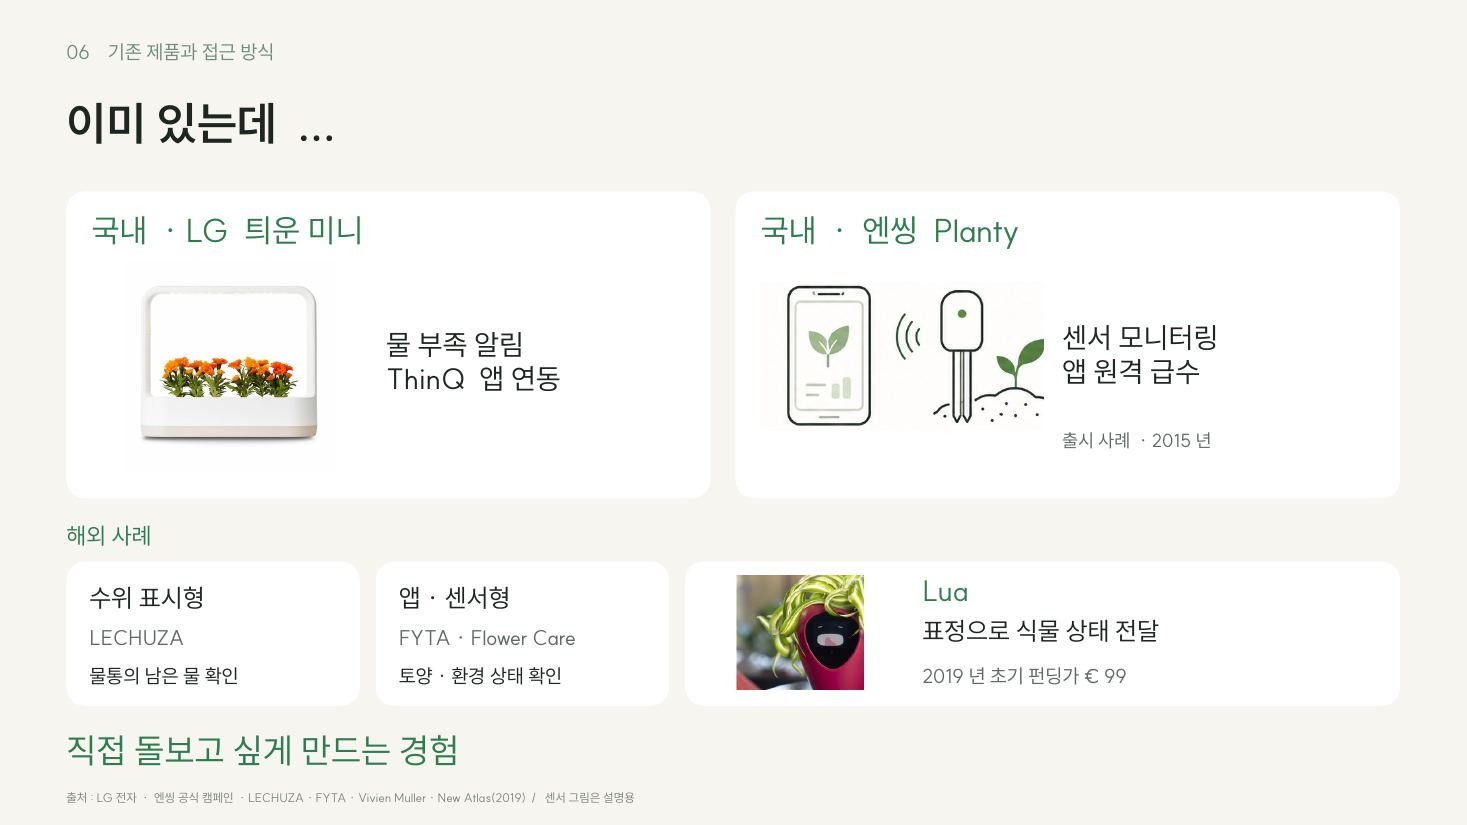 06 기존 제품과 접근 방식
이미 있는데 ...
국내 · LG 틔운 미니
물 부족 알림
ThinQ 앱 연동
국내 · 엔씽 Planty
센서 모니터링
앱 원격 급수
출시 사례 · 2015 년
해외 사례
수위 표시형
LECHUZA
물통의 남은 물 확인
앱 · 센서형
FYTA · Flower Care
토양 · 환경 상태 확인
Lua
표정으로 식물 상태 전달
2019 년 초기 펀딩가 € 99
직접 돌보고 싶게 만드는 경험
출처 : LG 전자 · 엔씽 공식 캠페인 · LECHUZA · FYTA · Vivien Muller · New Atlas(2019) / 센서 그림은 설명용